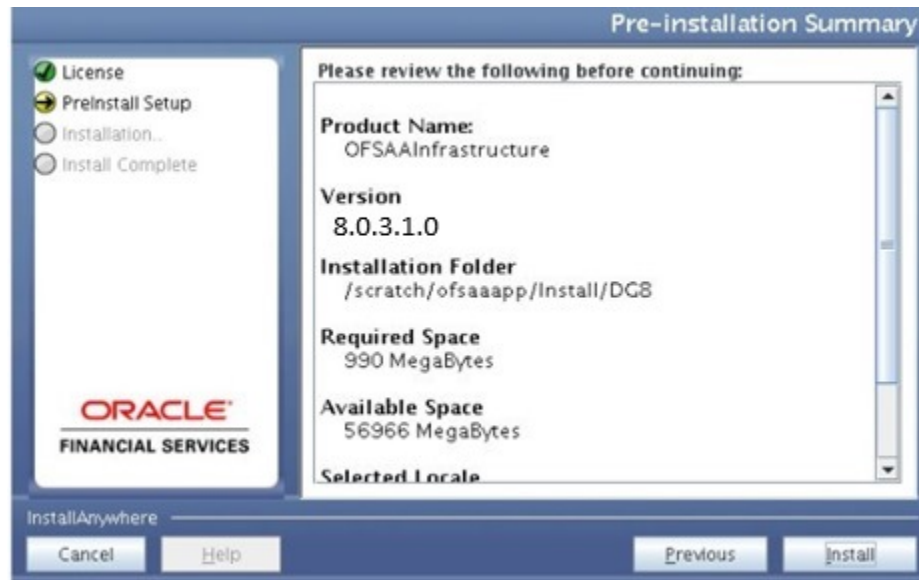 Pre-installation Summary
License
PreInstall Setup
Installation..
Install Complete
ORACLE
FINANCIAL SERVICES
Please review the following before continuing:
Product Name:
OFSAAInfrastructure
Version
8.0.3.1.0
Installation Folder
/scratch/ofsaaapp/Install/DG8
Required Space
990 MegaBytes
Available Space
56966 MegaBytes
Selected Locale
InstallAnywhere
Cancel Help Previous Install